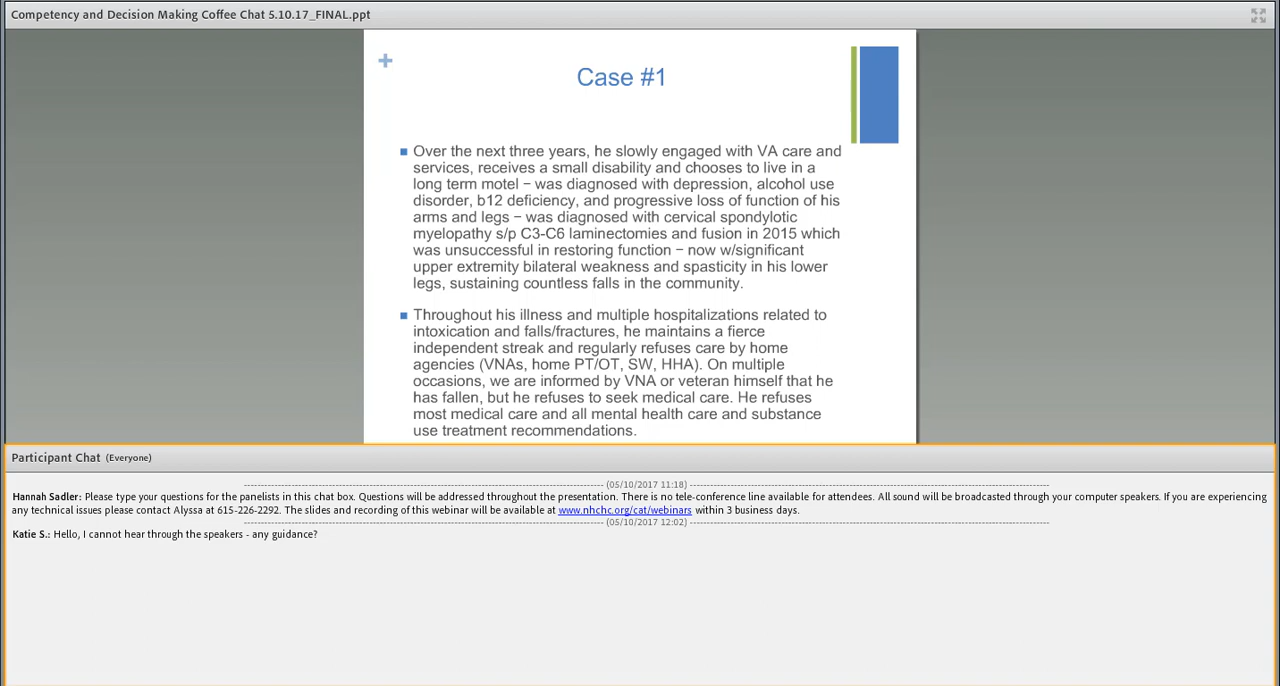 Competency and Decision Making Coffee Chat 5.10.17_FINAL.ppt
+
Case #1
Over the next three years, he slowly engaged with VA care and
services, receives a small disability and chooses to live in a
long term motel – was diagnosed with depression, alcohol use
disorder, b12 deficiency, and progressive loss of function of his
arms and legs – was diagnosed with cervical spondylotic
myelopathy s/p C3-C6 laminectomies and fusion in 2015 which
was unsuccessful in restoring function – now w/significant
upper extremity bilateral weakness and spasticity in his lower
legs, sustaining countless falls in the community.
Throughout his illness and multiple hospitalizations related to
intoxication and falls/fractures, he maintains a fierce
independent streak and regularly refuses care by home
agencies (VNAs, home PT/OT, SW, HHA). On multiple
occasions, we are informed by VNA or veteran himself that he
has fallen, but he refuses to seek medical care. He refuses
most medical care and all mental health care and substance
use treatment recommendations.
Participant Chat (Everyone)
(05/10/2017 11:18)
Hannah Sadler: Please type your questions for the panelists in this chat box. Questions will be addressed throughout the presentation. There is no tele-conference line available for attendees. All sound will be broadcasted through your computer speakers. If you are experiencing
any technical issues please contact Alyssa at 615-226-2292. The slides and recording of this webinar will be available at www.nhchc.org/cat/webinars within 3 business days.
(05/10/2017 12:02)
Katie S.: Hello, I cannot hear through the speakers - any guidance?